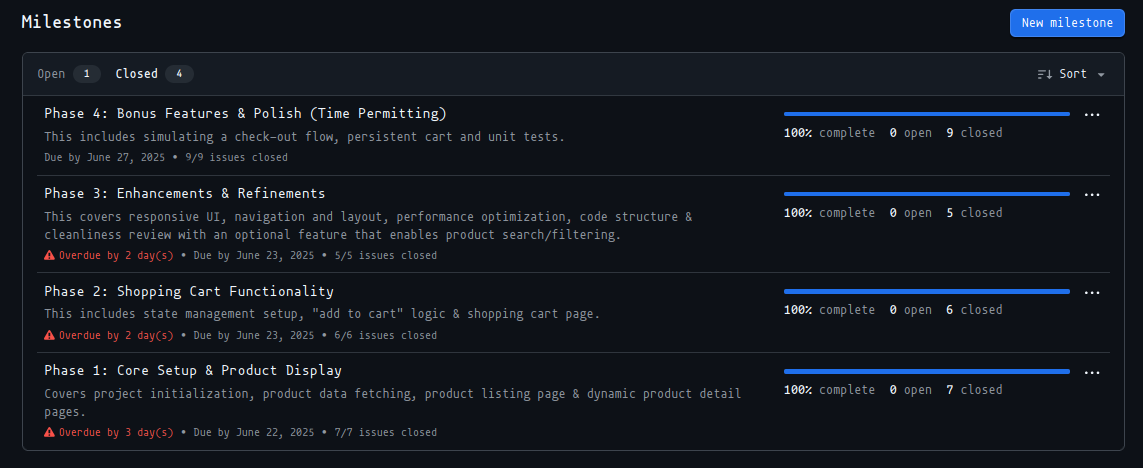 Milestones
New milestone
Open 1 Closed 4
Sort
Phase 4: Bonus Features & Polish (Time Permitting)
This includes simulating a check-out flow, persistent cart and unit tests.
Due by June 27, 2025 • 9/9 issues closed
100% complete 0 open 9 closed
Phase 3: Enhancements & Refinements
This covers responsive UI, navigation and layout, performance optimization, code structure &
cleanliness review with an optional feature that enables product search/filtering.
Overdue by 2 day(s) • Due by June 23, 2025 • 5/5 issues closed
100% complete 0 open 5 closed
Phase 2: Shopping Cart Functionality
This includes state management setup, "add to cart" logic & shopping cart page.
Overdue by 2 day(s) • Due by June 23, 2025 • 6/6 issues closed
100% complete 0 open 6 closed
Phase 1: Core Setup & Product Display
Covers project initialization, product data fetching, product listing page & dynamic product detail
pages.
Overdue by 3 day(s) • Due by June 22, 2025 • 7/7 issues closed
100% complete 0 open 7 closed